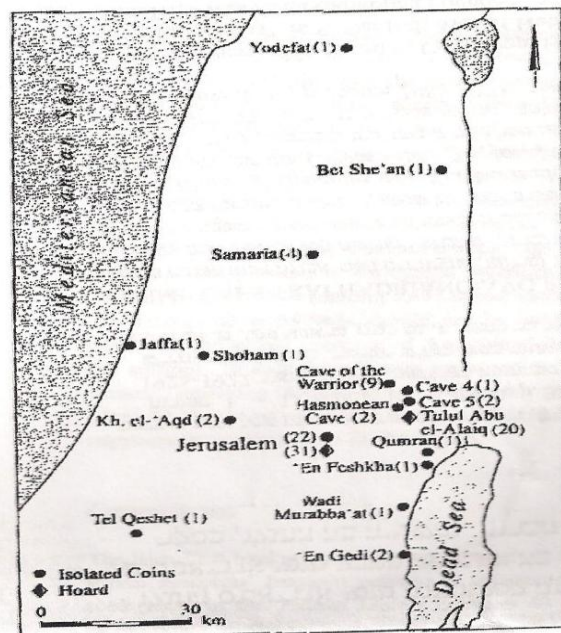 Yodefat (1)
Mediterranean Sea
Bet She'an (1)
Samaria (4)
Jaffa (1)
Shoham (1)
Cave of the
Warrior (9)
Cave 4 (1)
Hasmonean
Cave (2)
Cave 5 (2)
Kh. el-'Aqd (2)
Tulul Abu
el-Alaiq (20)
Jerusalem (22)
(31)
Qumran (1)
'En Feshkha (1)
Wadi
Murabba'at (1)
Tel Qeshet (1)
'En Gedi (2)
Dead Sea
Isolated Coins
Hoard
0 30
km